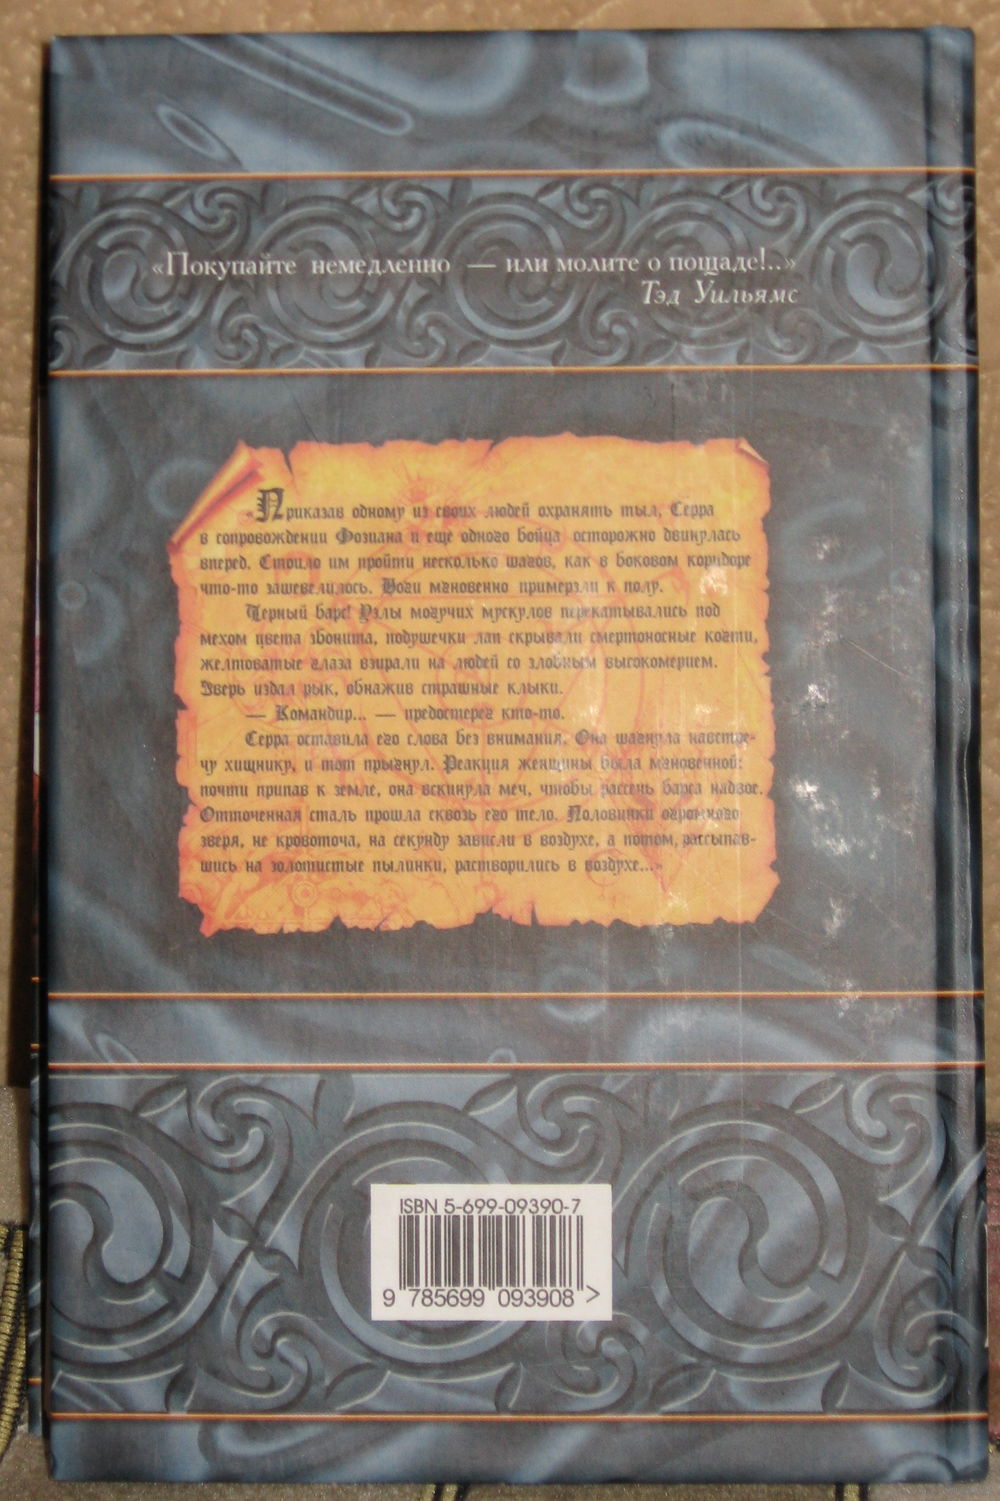 «Покупайте немедленно — или молите о пощаде!..»
Тэд Уильямс
«Приказав одному из своих людей охранять тыл, Серра
в сопровождении Фозиана и еще одного бойца осторожно двинулась
вперед. Стоило им пройти несколько шагов, как в боковом коридоре
что-то зашевелилось. Ноги мгновенно примерзли к полу.
Черный барс! Узлы могучих мускулов перекатывались под
мехом цвета эбонита, подушечки лап скрывали смертоносные когти,
желтоватые глаза взирали на людей со злобным высокомерием.
Зверь издал рык, обнажив страшные клыки.
— Командир... — предостерег кто-то.
Серра оставила его слова без внимания. Она шагнула навстре-
чу хищнику, и тот прыгнул. Реакция женщины была мгновенной:
почти припав к земле, она вскинула меч, чтобы рассечь барса надвое.
Отточенная сталь прошла сквозь его тело. Половинки огромного
зверя, не кровоточа, на секунду зависли в воздухе, а потом, рассыпав-
шись на золотистые пылинки, растворились в воздухе...»
ISBN 5-699-09390-7
9 785699 093908 >